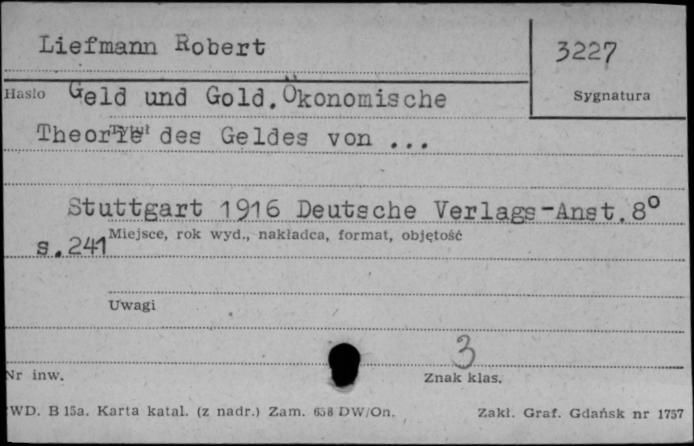 Liefmann Robert
3227
Hasło Geld und Gold. Ökonomische
Sygnatura
Theorie des Geldes von ...
Tytuł
Stuttgart 1916 Deutsche Verlags-Anst. 8°
Miejsce, rok wyd., nakładca, format, objętość
s. 241
Uwagi
3
Nr inw.
Znak klas.
WD. B 15a. Karta katal. (z nadr.) Zam. 658 DW/On.
Zakl. Graf. Gdańsk nr 1757